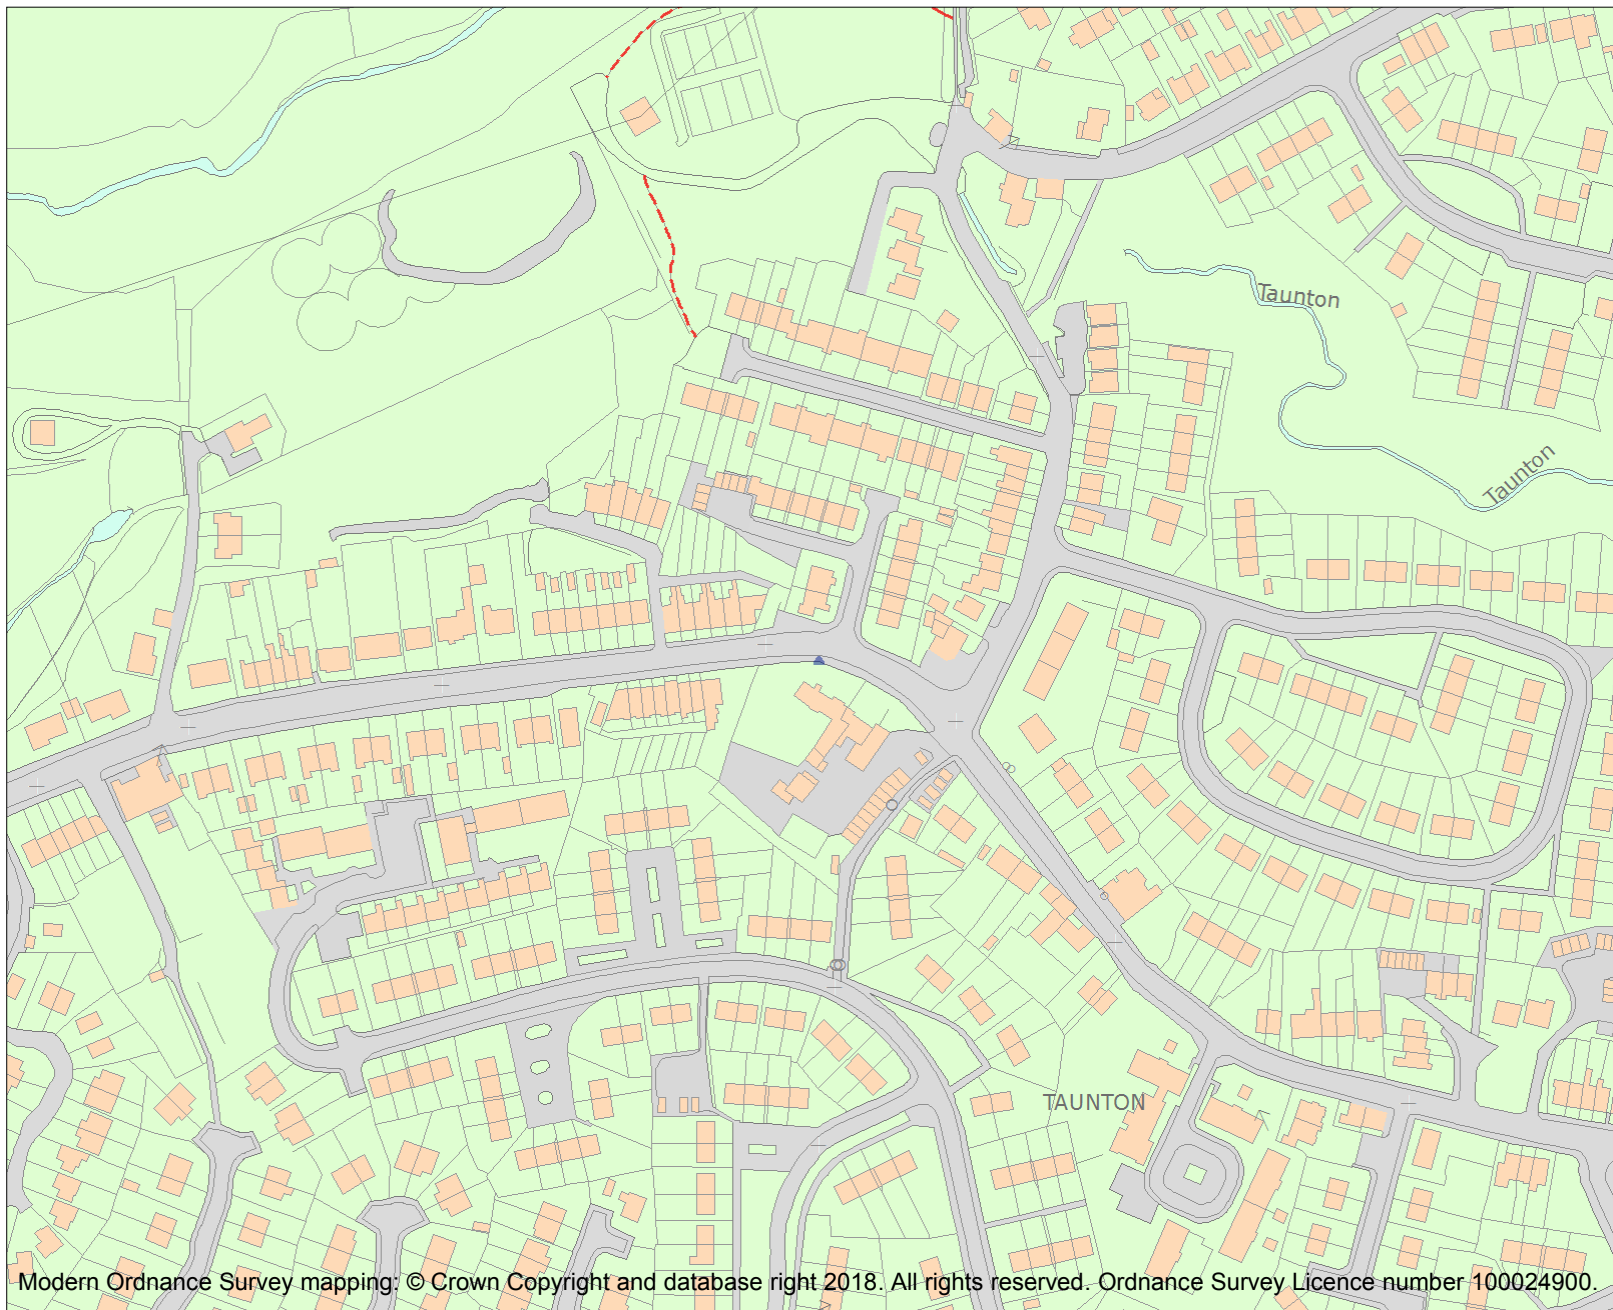 Taunton
Taunton
TAUNTON
Modern Ordnance Survey mapping: © Crown Copyright and database right 2018. All rights reserved. Ordnance Survey Licence number 100024900.